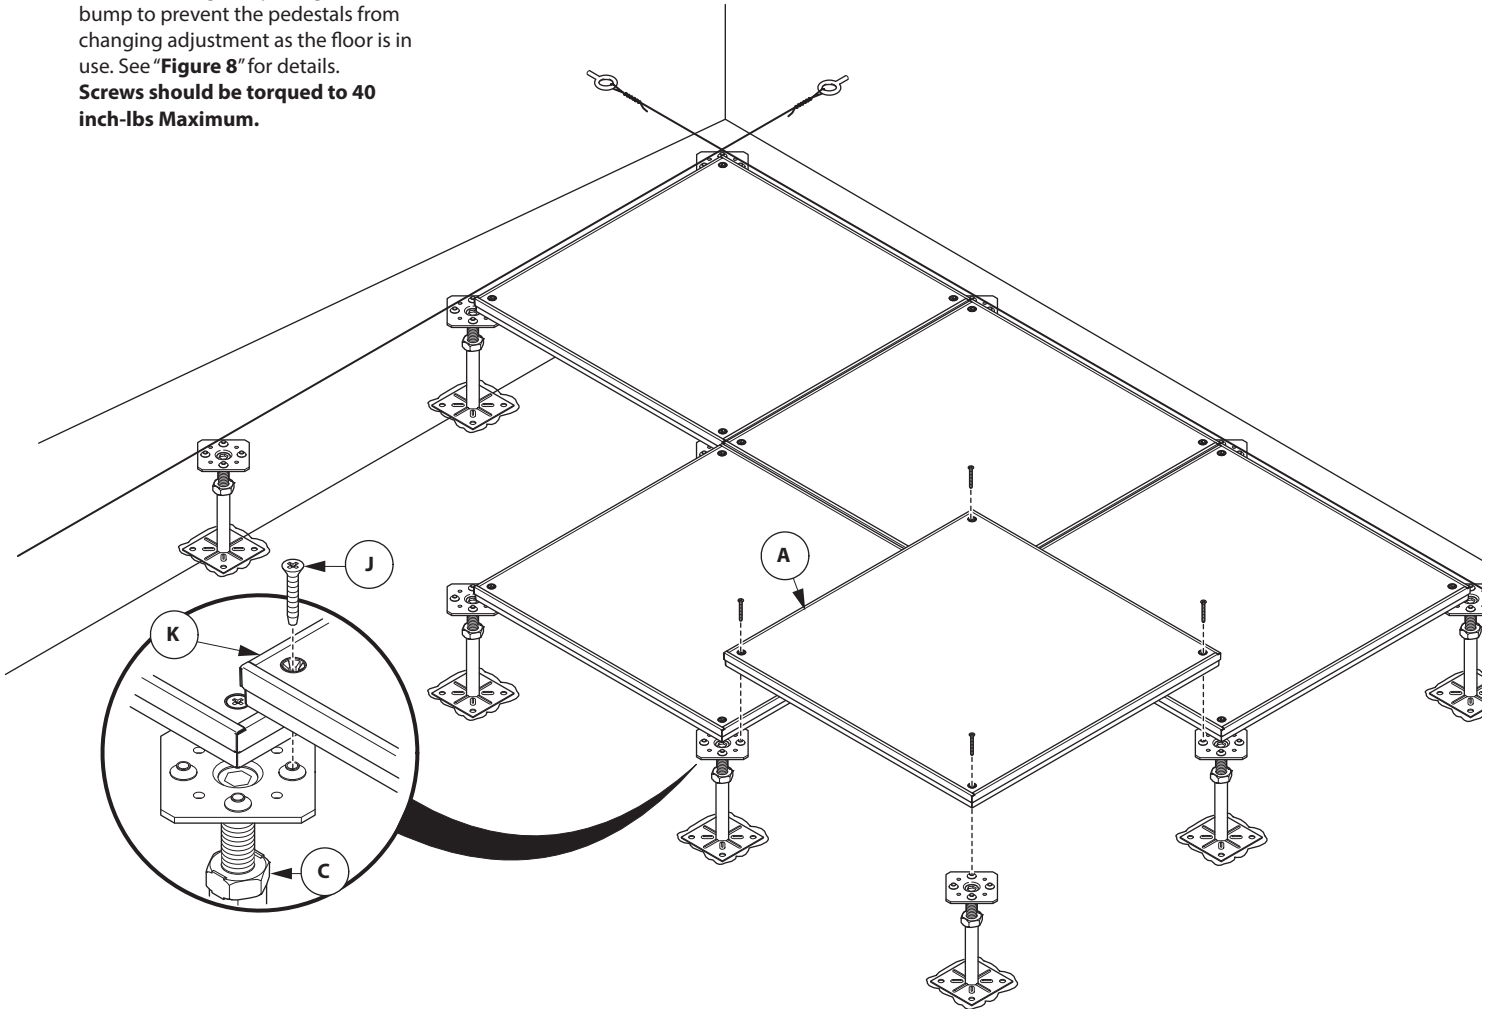 bump to prevent the pedestals from
changing adjustment as the floor is in
use. See “Figure 8” for details.
Screws should be torqued to 40
inch-lbs Maximum.
J
A
K
C